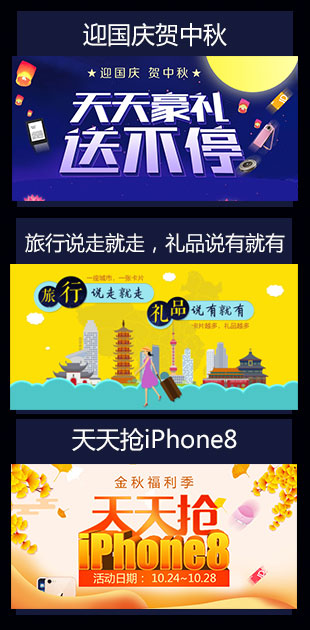 迎国庆贺中秋
★迎国庆 贺中秋★
天天豪礼
送不停
旅行说走就走，礼品说有就有
一座城市，一张卡片
旅行说走就走
礼品说有就有
卡片越多，礼品越多
天天抢iPhone8
金秋福利季
天天抢
iPhone8
活动日期：10.24~10.28